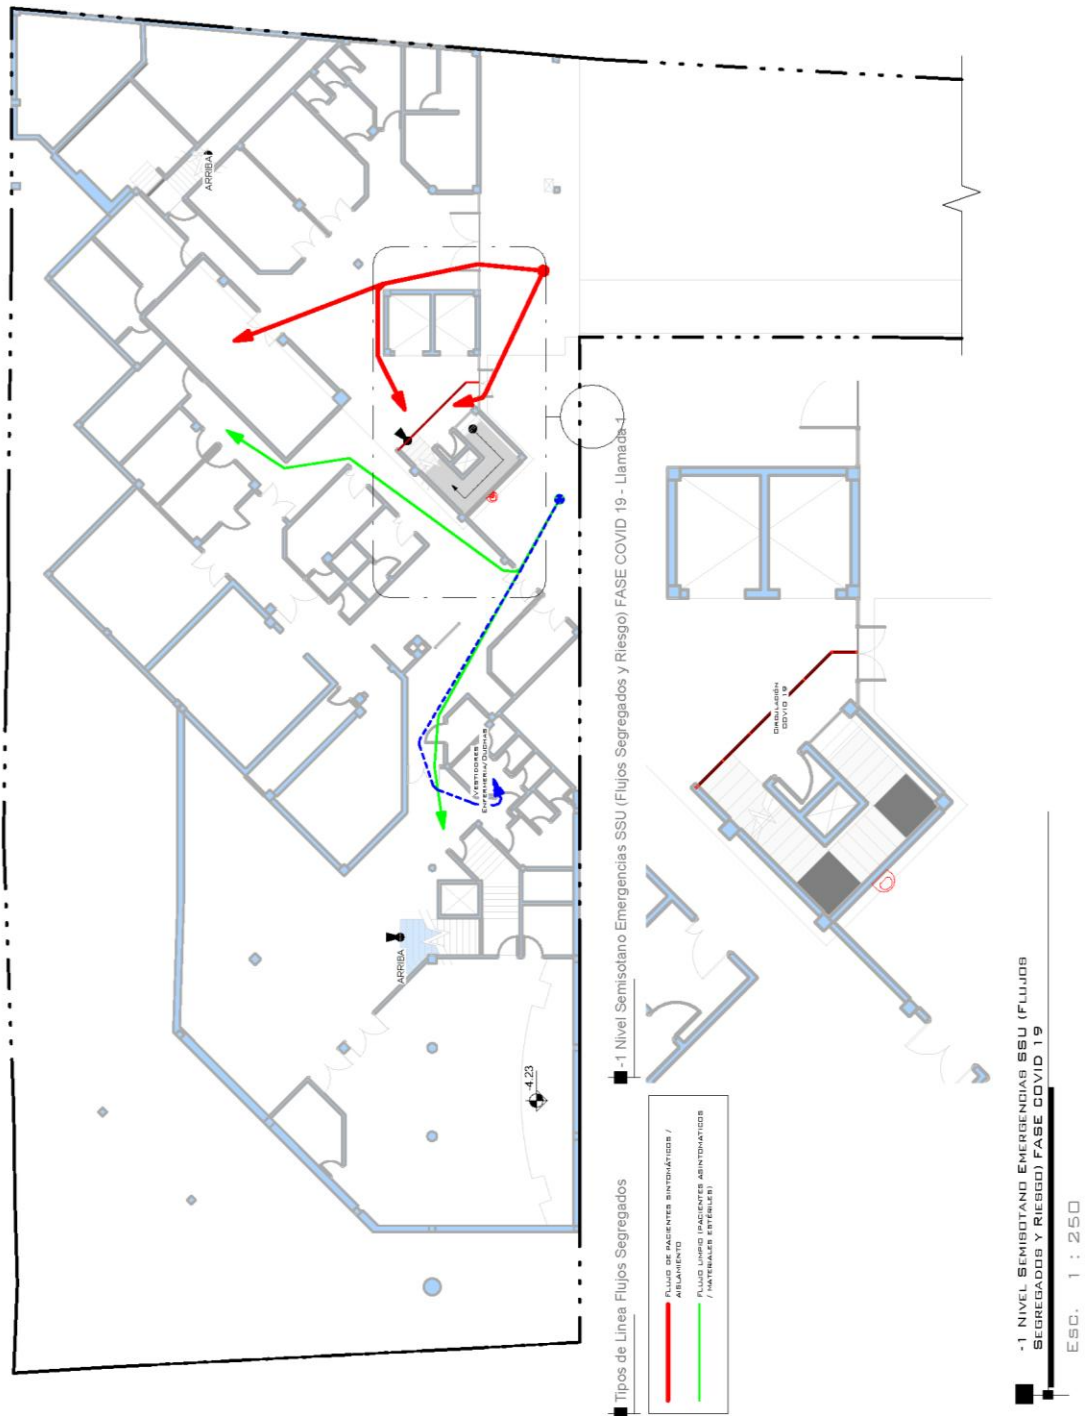 ARRIBA
ARRIBA
VESTIDORES
ENFERMERIA/DUCHAS
-4.23
-1 Nivel Semisotano Emergencias SSU (Flujos Segregados y Riesgo) FASE COVID 19 - Llamada 1
CIRCULACIÓN
COVID 19
Tipos de Linea Flujos Segregados
FLUJO DE PACIENTES SINTOMÁTICOS /
AISLAMIENTO
FLUJO LIMPIO (PACIENTES ASINTOMATICOS
/ MATERIALES ESTÉRILES)
-1 NIVEL SEMISOTANO EMERGENCIAS SSU (FLUJOS
SEGREGADOS Y RIESGO) FASE COVID 19
ESC. 1 : 250